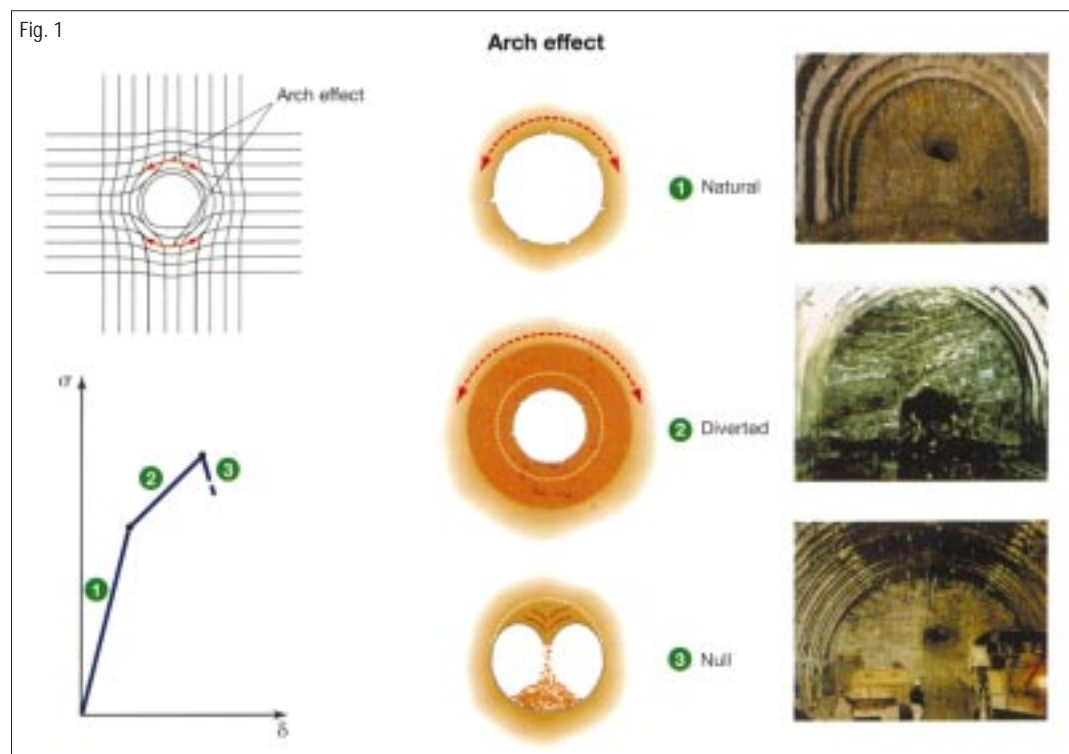 Fig. 1
Arch effect
Arch effect
1 Natural
σ
2 Diverted
2
3
1
3 Null
δ